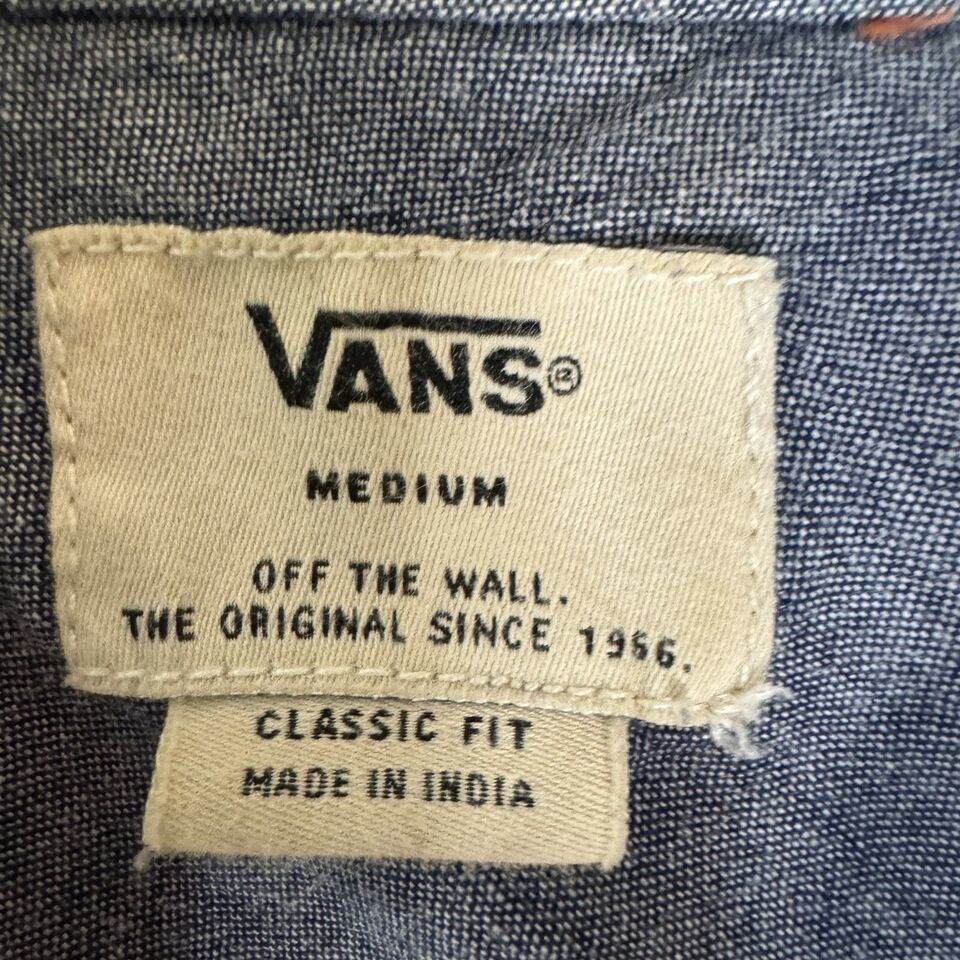 VANS®
MEDIUM
OFF THE WALL.
THE ORIGINAL SINCE 1966.
CLASSIC FIT
MADE IN INDIA